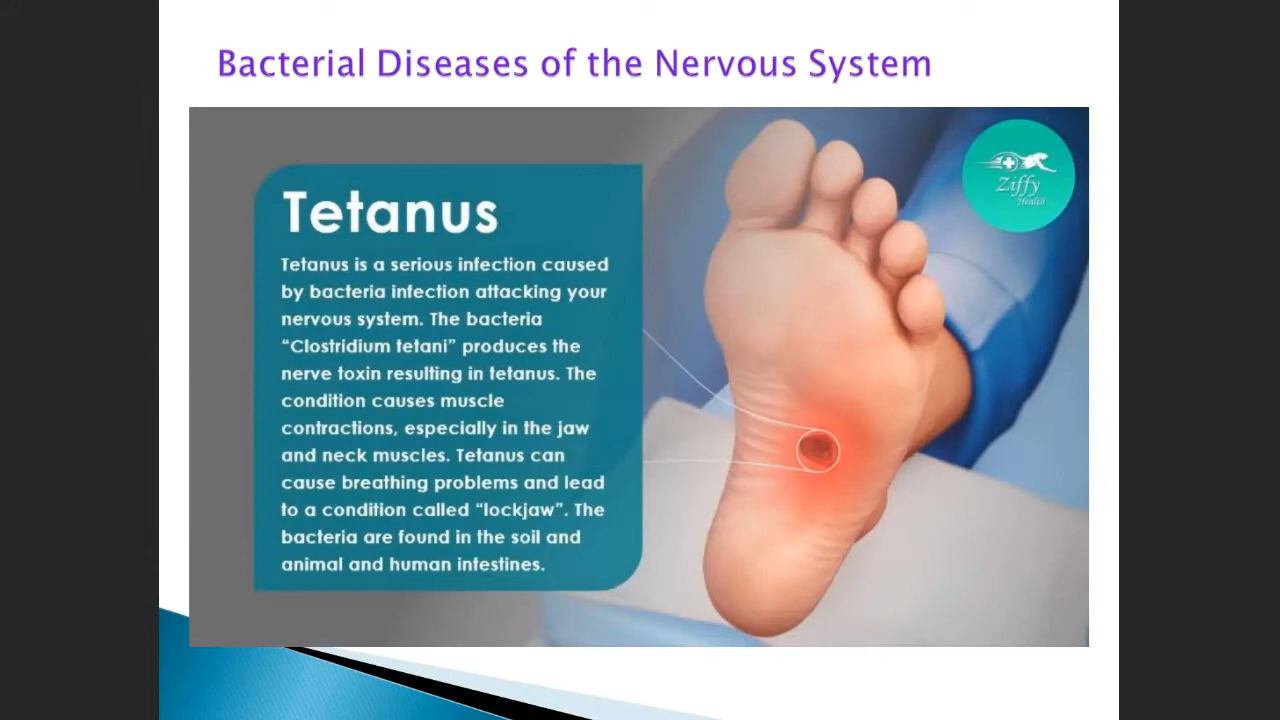 Bacterial Diseases of the Nervous System
Tetanus
Tetanus is a serious infection caused
by bacteria infection attacking your
nervous system. The bacteria
“Clostridium tetani” produces the
nerve toxin resulting in tetanus. The
condition causes muscle
contractions, especially in the jaw
and neck muscles. Tetanus can
cause breathing problems and lead
to a condition called “lockjaw”. The
bacteria are found in the soil and
animal and human intestines.
Ziffy
Health